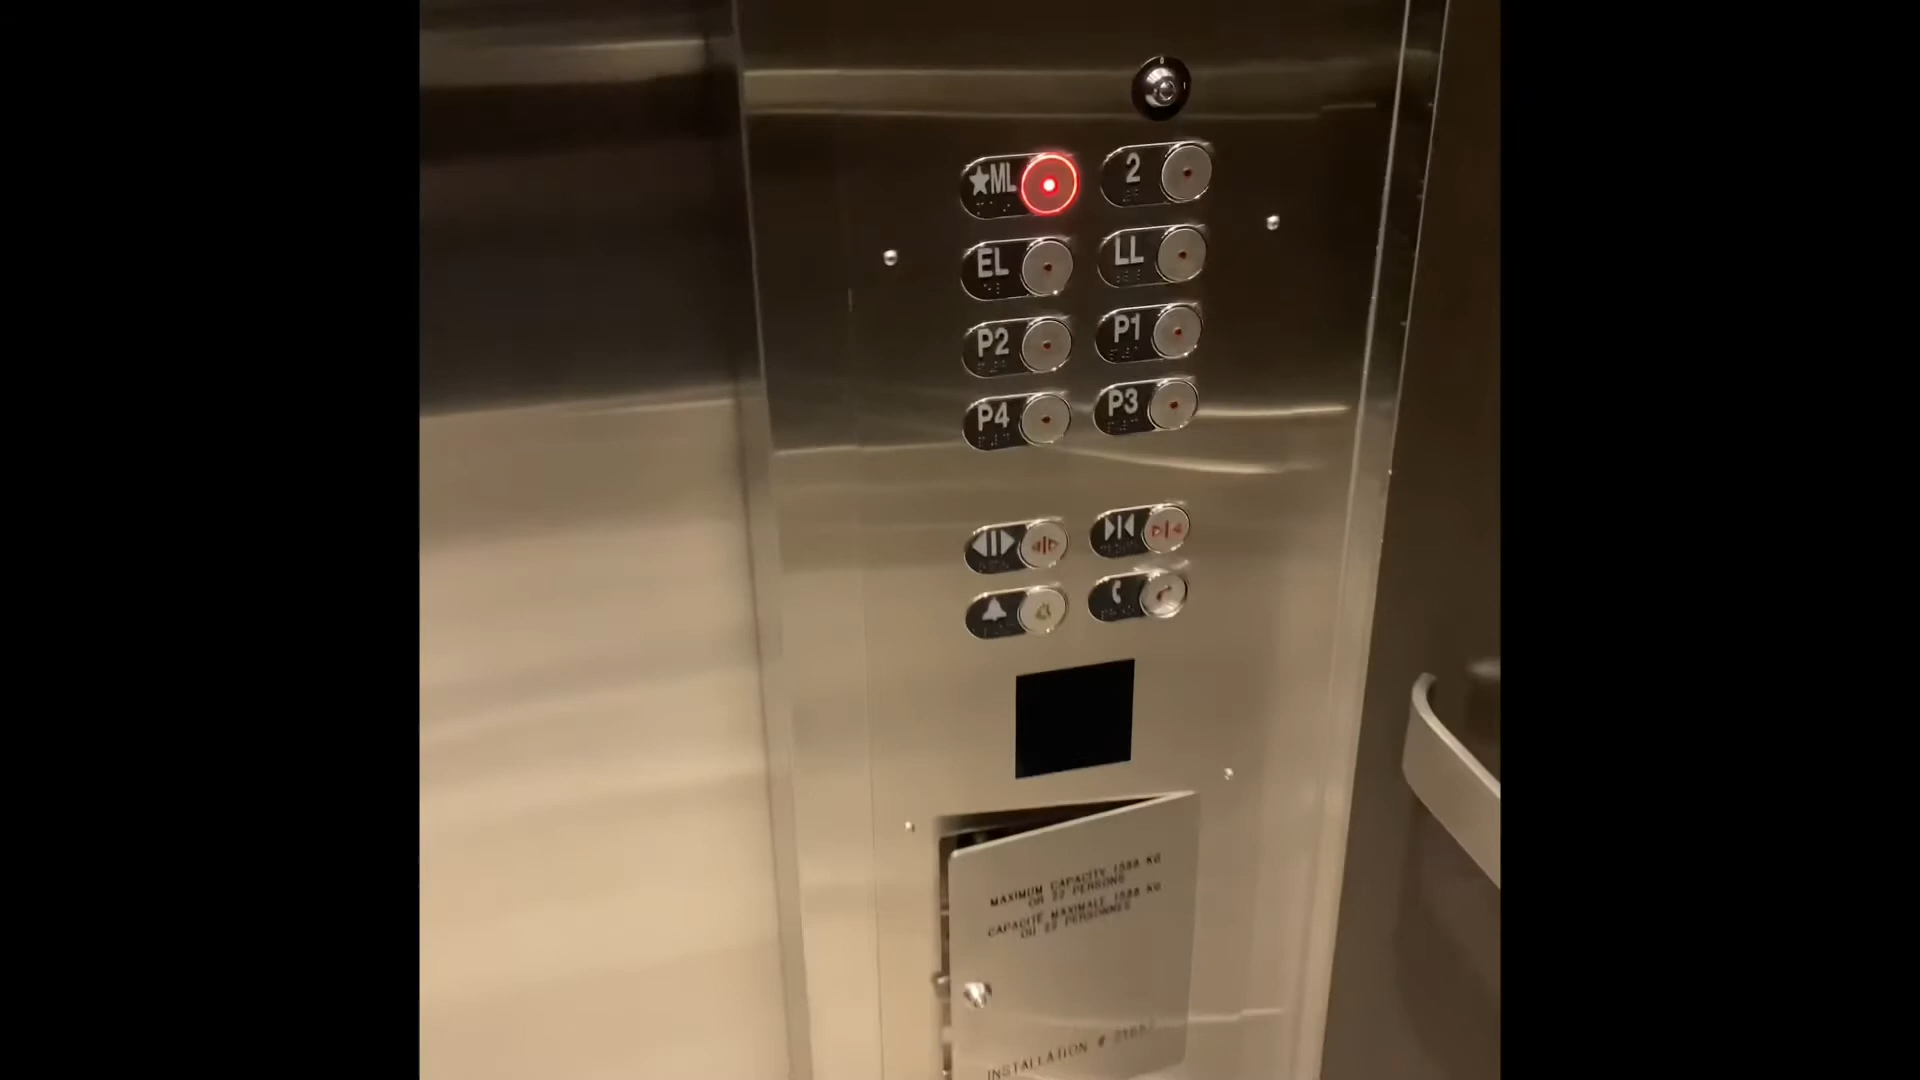 ★ML 2
EL LL
P2 P1
P4 P3
MAXIMUM CAPACITY 1588 KG
OR 22 PERSONS
CAPACITÉ MAXIMALE 1588 KG
OU 22 PERSONNES
INSTALLATION #